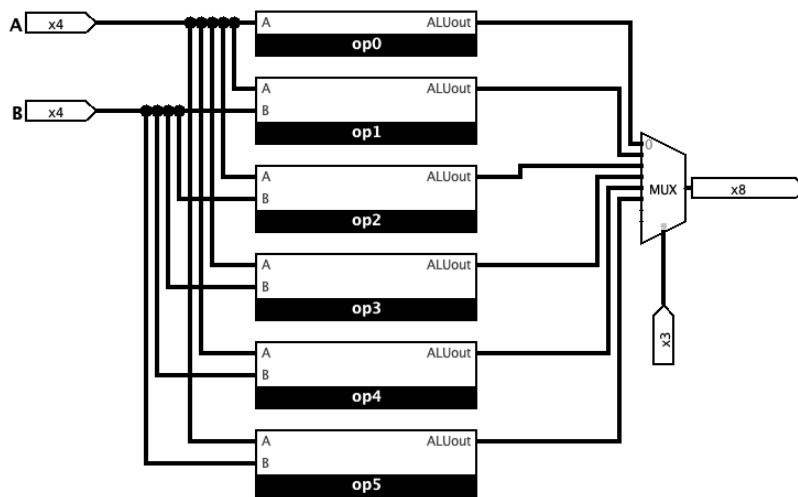 A x4 A ALUout
op0
A ALUout
B x4 B
op1
0
A ALUout
MUX x8
B
op2
A ALUout
B
op3
x3
A ALUout
B
op4
A ALUout
B
op5